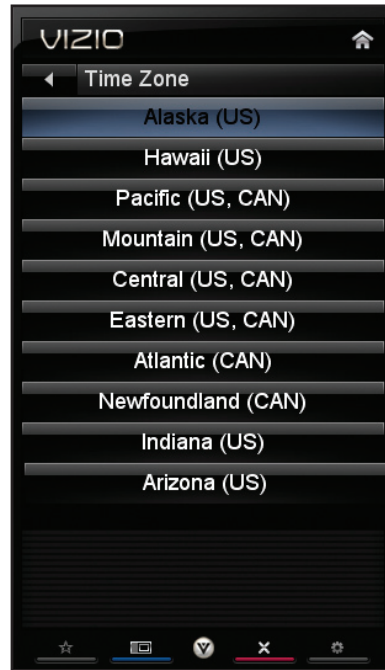 VIZIO
Time Zone
Alaska (US)
Hawaii (US)
Pacific (US, CAN)
Mountain (US, CAN)
Central (US, CAN)
Eastern (US, CAN)
Atlantic (CAN)
Newfoundland (CAN)
Indiana (US)
Arizona (US)
V